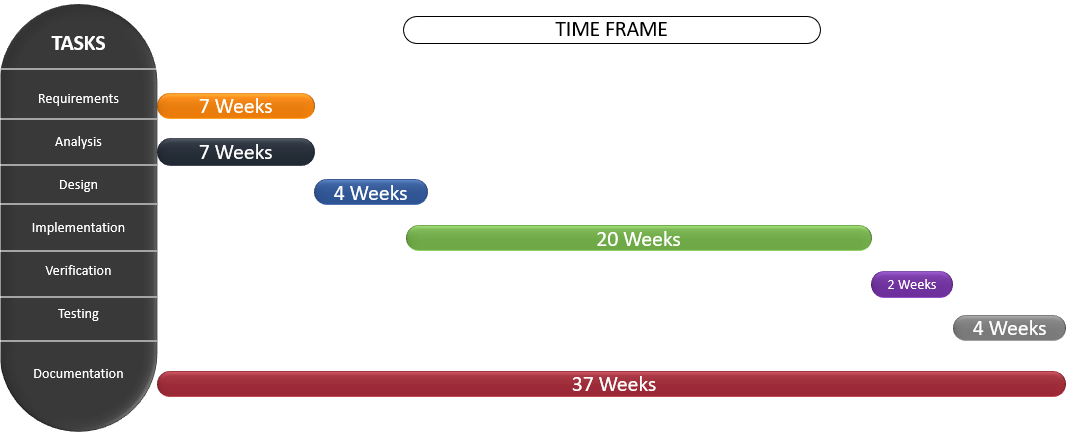 TIME FRAME
TASKS
Requirements
7 Weeks
Analysis
7 Weeks
Design
4 Weeks
Implementation
20 Weeks
Verification
2 Weeks
Testing
4 Weeks
Documentation
37 Weeks